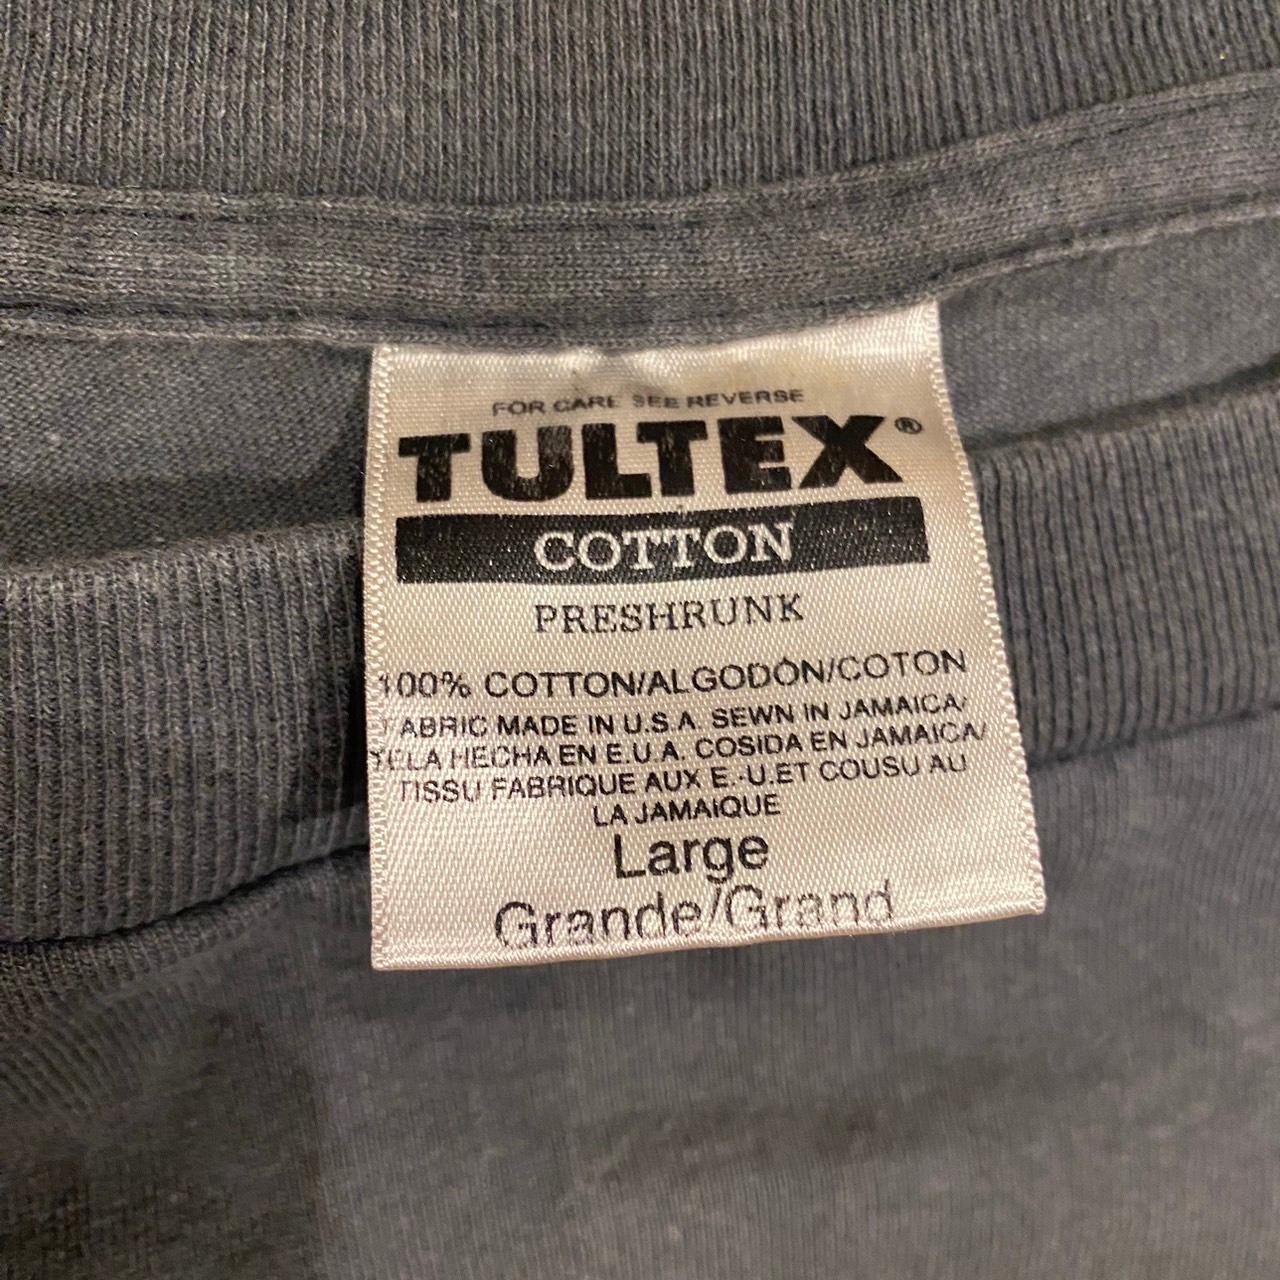 FOR CARE SEE REVERSE
TULTEX®
COTTON
PRESHRUNK
100% COTTON/ALGODÓN/COTON
FABRIC MADE IN U.S.A. SEWN IN JAMAICA/
TELA HECHA EN E.U.A. COSIDA EN JAMAICA/
TISSU FABRIQUE AUX E.-U.ET COUSU AU
LA JAMAIQUE
Large
Grande/Grand